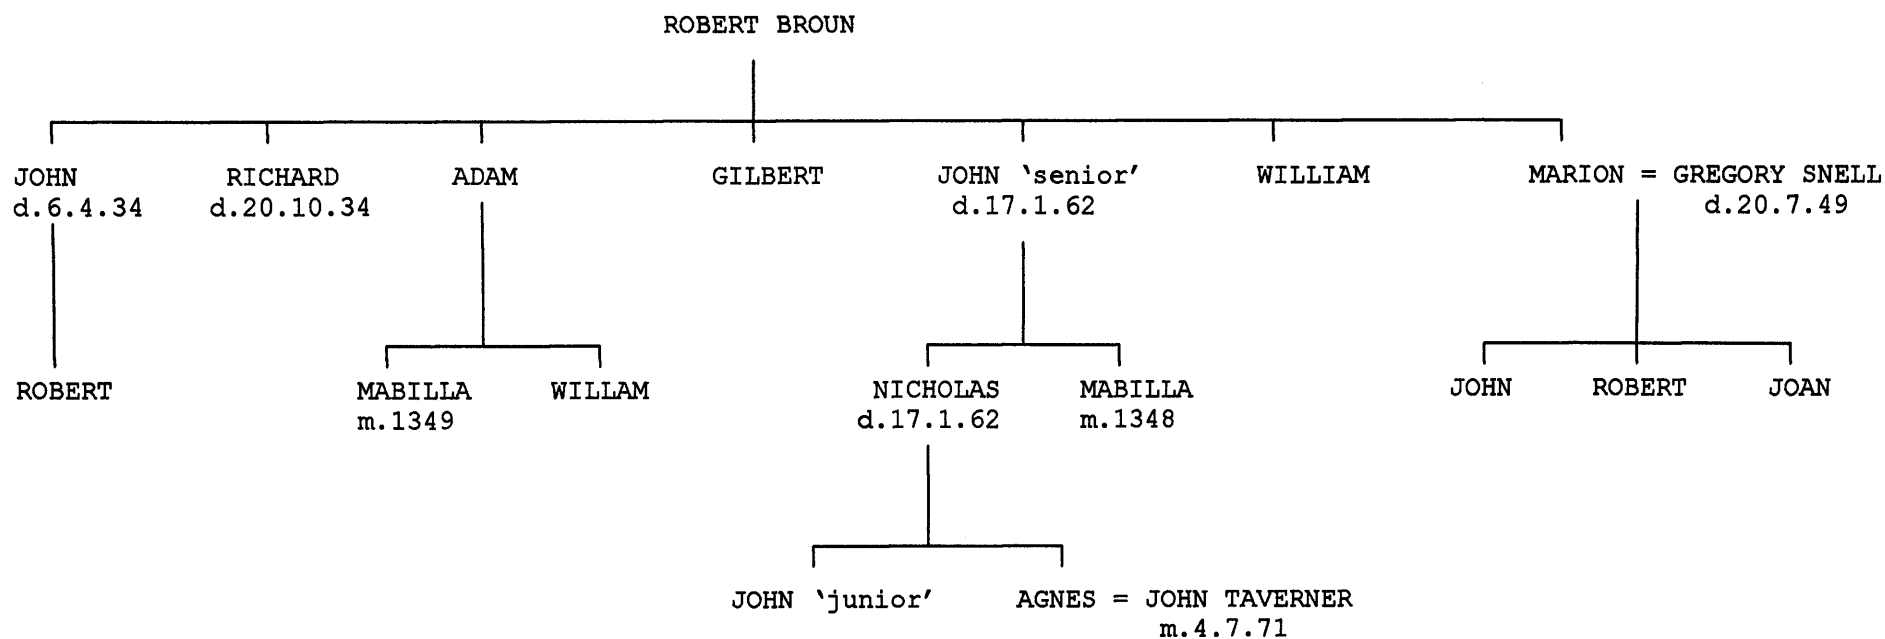 ROBERT BROUN
JOHN RICHARD ADAM GILBERT JOHN ‘senior’ WILLIAM MARION = GREGORY SNELL
d.6.4.34 d.20.10.34 d.17.1.62 d.20.7.49
ROBERT MABILLA WILLAM NICHOLAS MABILLA JOHN ROBERT JOAN
m.1349 d.17.1.62 m.1348
JOHN ‘junior’ AGNES = JOHN TAVERNER
m.4.7.71